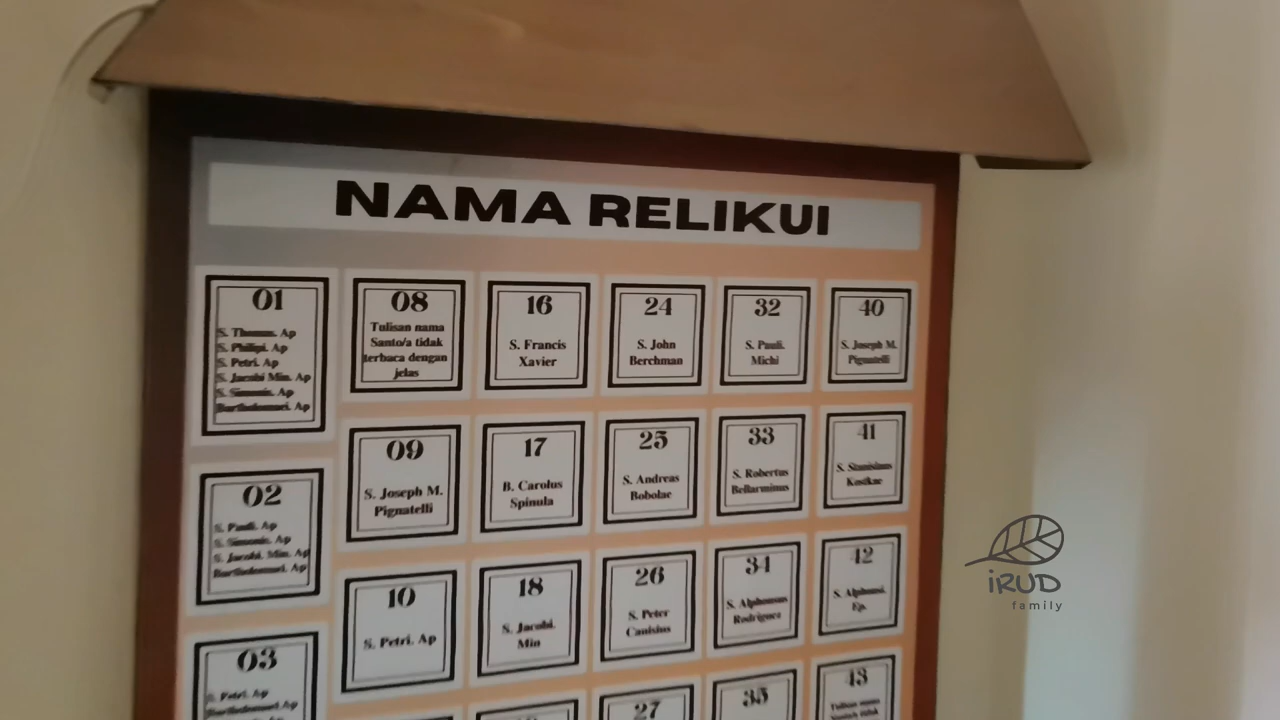 NAMA RELIKUI
01
S. Thomas. Ap
S. Philipi. Ap
S. Petri. Ap
S. Jacobi Min. Ap
S. Simonis. Ap
Bartholomaei. Ap
02
S. Pauli. Ap
S. Simonis. Ap
S. Jacobi. Min. Ap
Bartholomaei. Ap
03
S. Petri. Ap
Bartholomaei. Ap
08
Tulisan nama
Santo/a tidak
terbaca dengan
jelas
09
S. Joseph M.
Pignatelli
10
S. Petri. Ap
16
S. Francis
Xavier
17
B. Carolus
Spinula
18
S. Jacobi.
Min
24
S. John
Berchman
25
S. Andreas
Bobolae
26
S. Peter
Canisius
27
32
S. Pauli.
Michi
33
S. Robertus
Bellarminus
34
S. Alphonsus
Rodriguez
35
40
S. Joseph M.
Pignatelli
41
S. Stanislaus
Kostkae
42
S. Alphonsi.
Ep.
43
Tulisan nama
iRUD
family